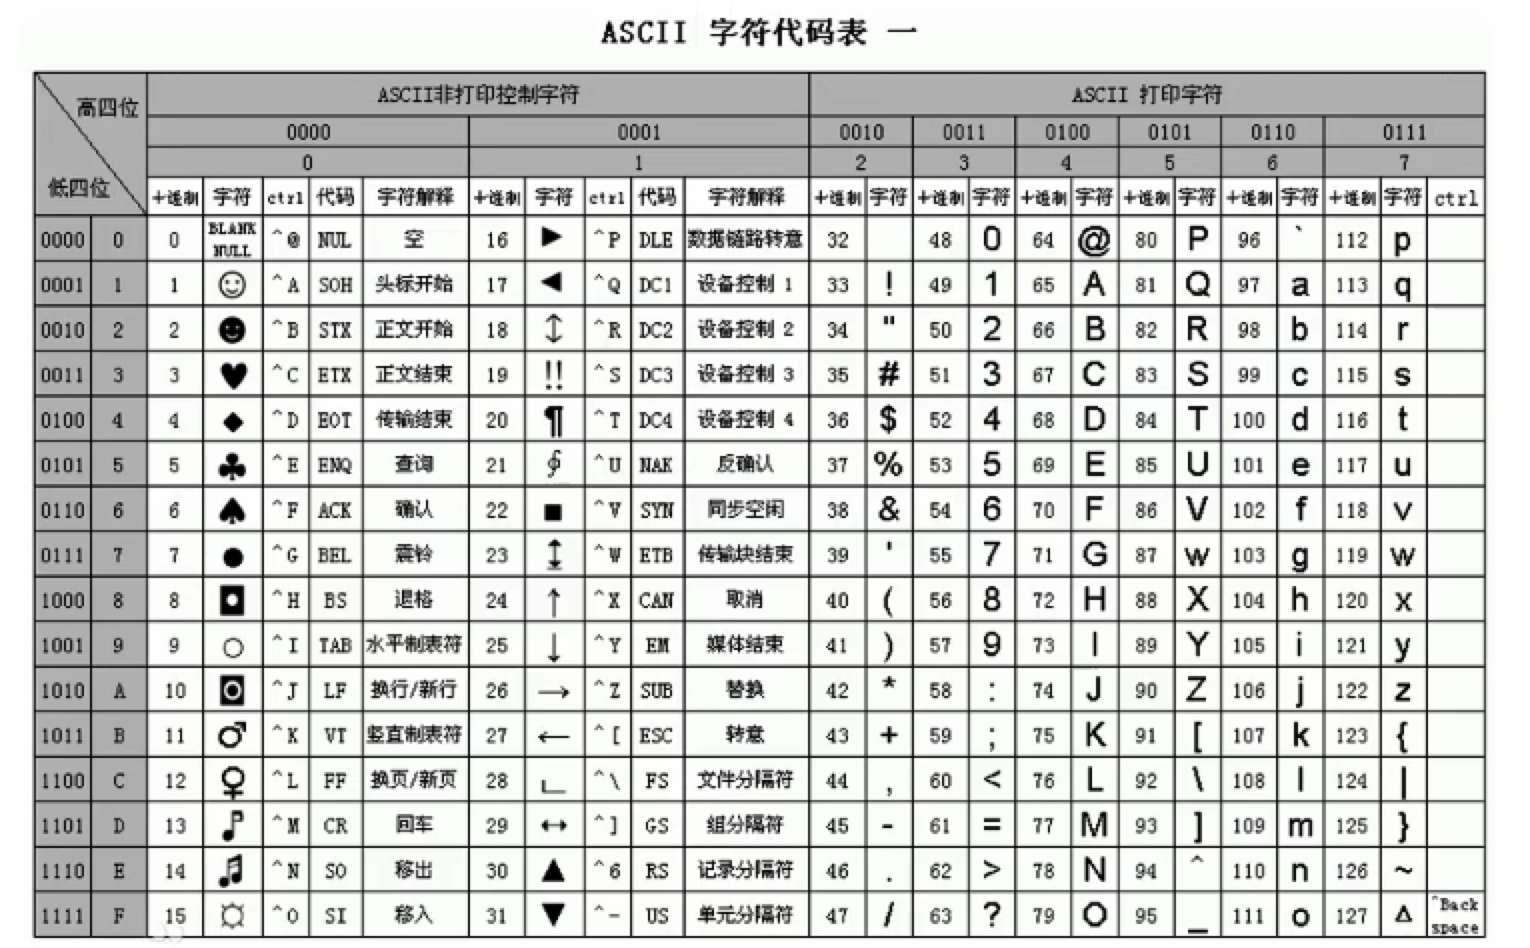 ASCII 字符代码表 一
高四位 ASCII非打印控制字符 ASCII 打印字符
0000 0001 0010 0011 0100 0101 0110 0111
0 1 2 3 4 5 6 7
低四位 十进制 字符 ctrl 代码 字符解释 十进制 字符 ctrl 代码 字符解释 十进制 字符 十进制 字符 十进制 字符 十进制 字符 十进制 字符 十进制 字符 ctrl
0000 0 0 BLANK NULL ^@ NUL 空 16 ► ^P DLE 数据链路转意 32 48 0 64 @ 80 P 96 ` 112 p
0001 1 1 ☺ ^A SOH 头标开始 17 ◄ ^Q DC1 设备控制 1 33 ! 49 1 65 A 81 Q 97 a 113 q
0010 2 2 ☻ ^B STX 正文开始 18 ↕ ^R DC2 设备控制 2 34 " 50 2 66 B 82 R 98 b 114 r
0011 3 3 ♥ ^C ETX 正文结束 19 !! ^S DC3 设备控制 3 35 # 51 3 67 C 83 S 99 c 115 s
0100 4 4 ♦ ^D EOT 传输结束 20 ¶ ^T DC4 设备控制 4 36 $ 52 4 68 D 84 T 100 d 116 t
0101 5 5 ♣ ^E ENQ 查询 21 ∮ ^U NAK 反确认 37 % 53 5 69 E 85 U 101 e 117 u
0110 6 6 ♠ ^F ACK 确认 22 ■ ^V SYN 同步空闲 38 & 54 6 70 F 86 V 102 f 118 v
0111 7 7 ● ^G BEL 震铃 23 ↨ ^W ETB 传输块结束 39 ' 55 7 71 G 87 w 103 g 119 w
1000 8 8 ◘ ^H BS 退格 24 ↑ ^X CAN 取消 40 ( 56 8 72 H 88 X 104 h 120 x
1001 9 9 ○ ^I TAB 水平制表符 25 ↓ ^Y EM 媒体结束 41 ) 57 9 73 I 89 Y 105 i 121 y
1010 A 10 ◙ ^J LF 换行/新行 26 → ^Z SUB 替换 42 * 58 : 74 J 90 Z 106 j 122 z
1011 B 11 ♂ ^K VT 竖直制表符 27 ← ^[ ESC 转意 43 + 59 ; 75 K 91 [ 107 k 123 {
1100 C 12 ♀ ^L FF 换页/新页 28 ∟ ^\ FS 文件分隔符 44 , 60 < 76 L 92 \ 108 l 124 |
1101 D 13 ♪ ^M CR 回车 29 ↔ ^] GS 组分隔符 45 - 61 = 77 M 93 ] 109 m 125 }
1110 E 14 ♫ ^N SO 移出 30 ▲ ^6 RS 记录分隔符 46 . 62 > 78 N 94 ^ 110 n 126 ~
1111 F 15 ☼ ^O SI 移入 31 ▼ ^- US 单元分隔符 47 / 63 ? 79 O 95 _ 111 o 127 Δ ^Back space